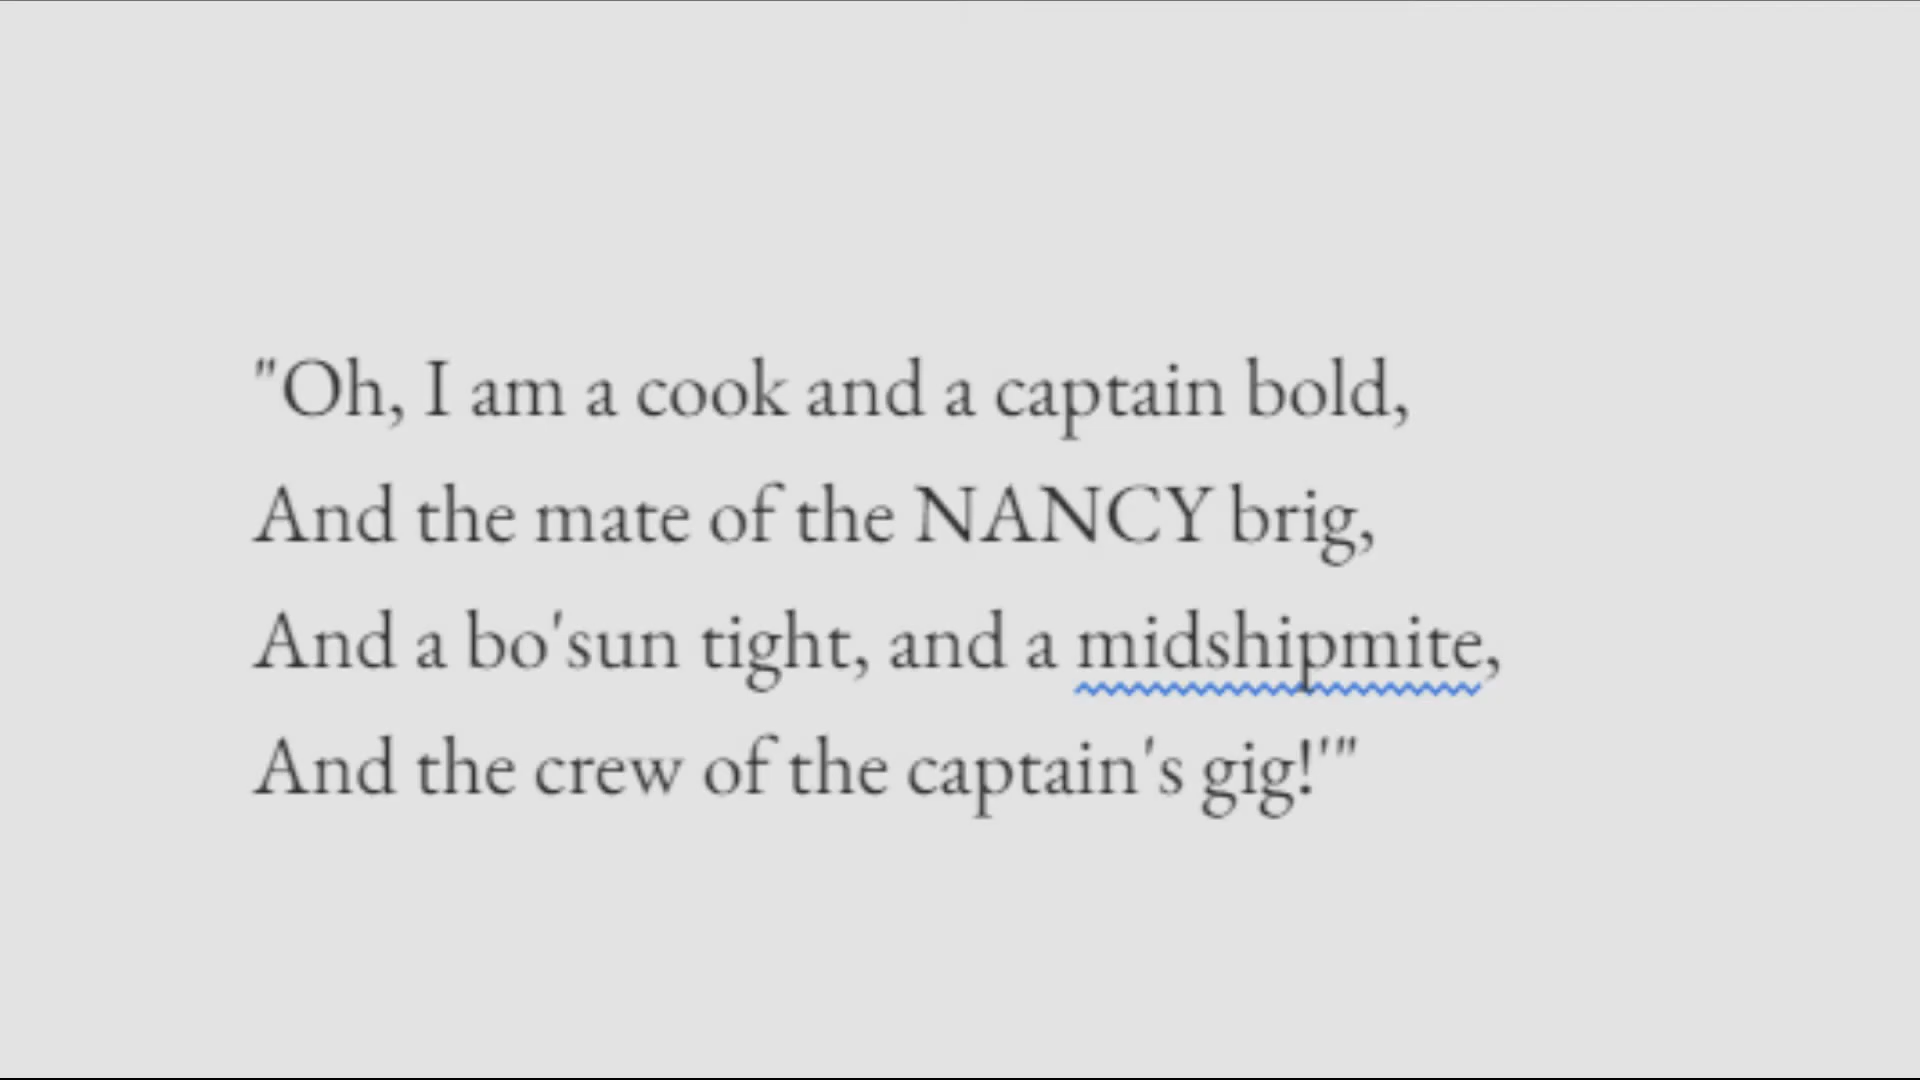 "Oh, I am a cook and a captain bold,
And the mate of the NANCY brig,
And a bo'sun tight, and a midshipmite,
And the crew of the captain's gig!'"